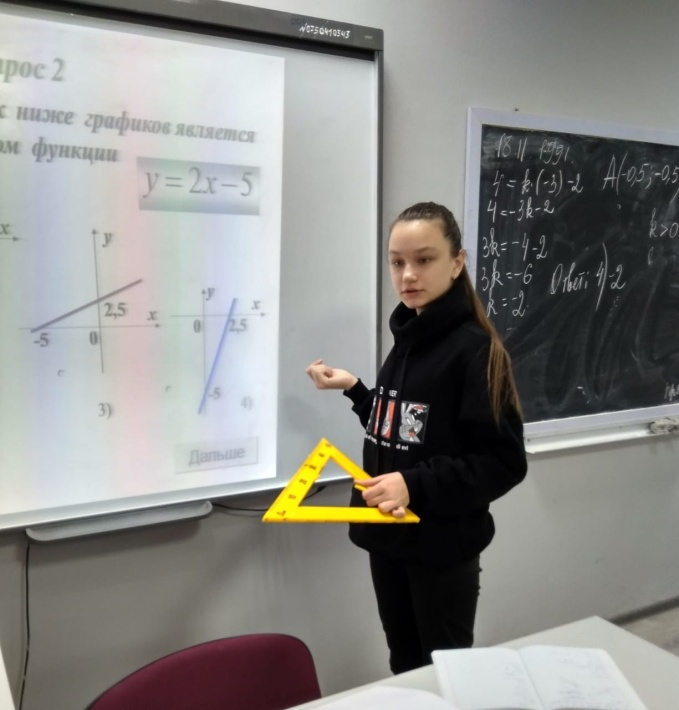 №0750410343
прос 2
х ниже графиков является
ом функции
y = 2x - 5
x
y
2,5
x
-5
0
3)
y
x
0
2,5
-5
4)
Дальше
18 11
4 = k·(-3) -2
4 = -3k-2
3k = -4-2
3k = -6
k = -2
A(-0,5; -0,5
k>0
Ответ: 4) -2